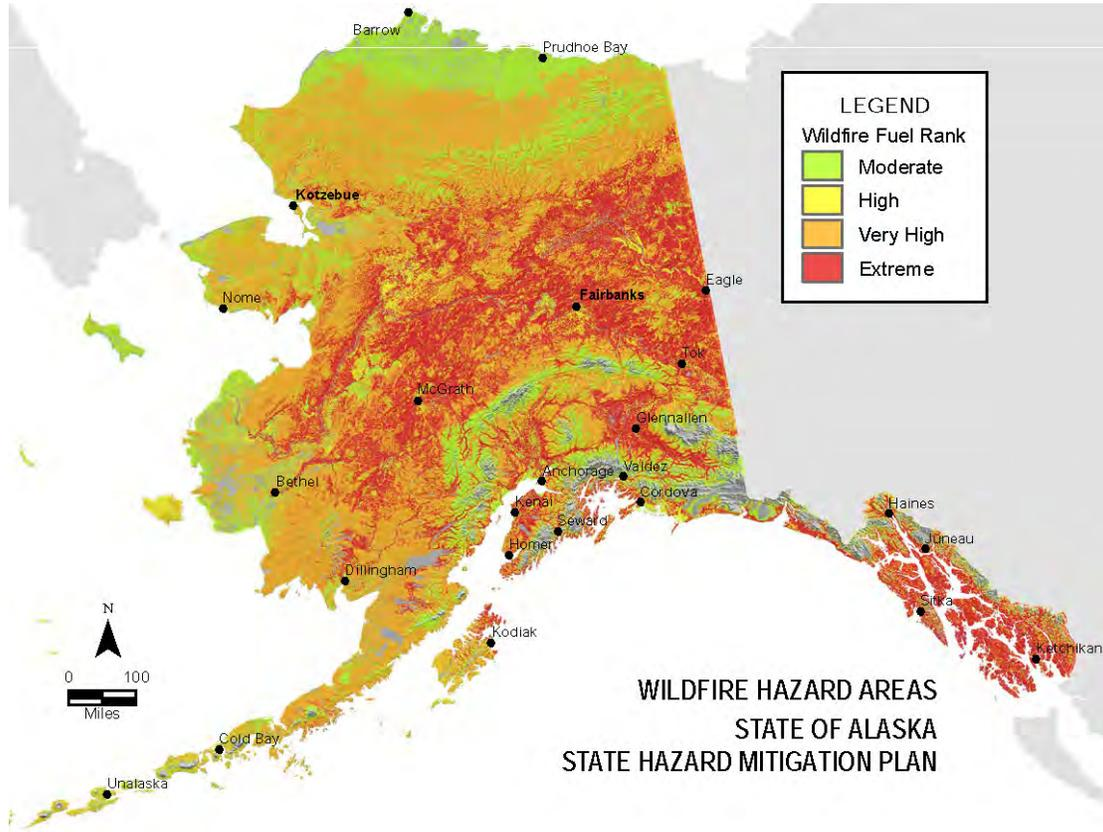 Barrow
Prudhoe Bay
LEGEND
Wildfire Fuel Rank
Moderate
High
Very High
Extreme
Kotzebue
Eagle
Nome
Fairbanks
Tok
McGrath
Glennallen
Anchorage
Valdez
Bethel
Kenai
Cordova
Haines
Seward
Juneau
Homer
Dillingham
Sitka
N
Kodiak
Ketchikan
0 100
Miles
WILDFIRE HAZARD AREAS
STATE OF ALASKA
STATE HAZARD MITIGATION PLAN
Cold Bay
Unalaska